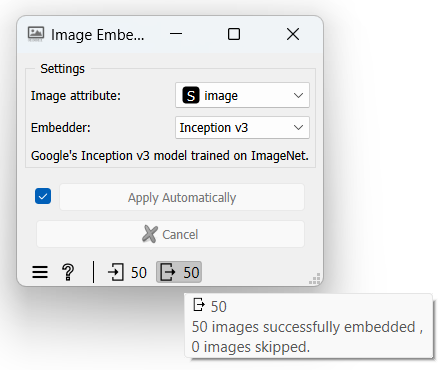 Image Embe...
Settings
Image attribute:
S image
Embedder:
Inception v3
Google's Inception v3 model trained on ImageNet.
Apply Automatically
Cancel
? 50 50
50
50 images successfully embedded ,
0 images skipped.